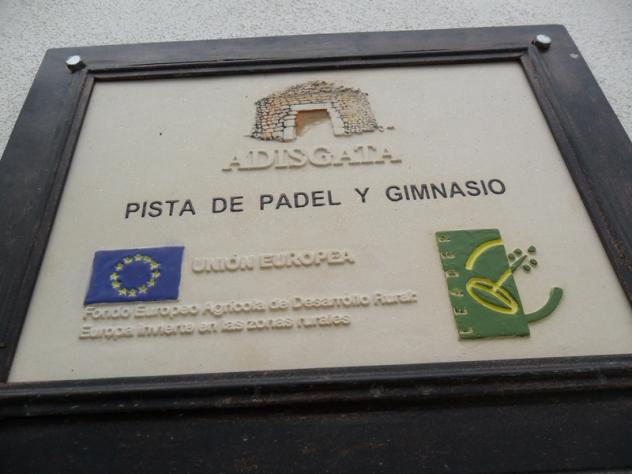 ADISGATA
PISTA DE PADEL Y GIMNASIO
UNIÓN EUROPEA
Fondo Europeo Agrícola de Desarrollo Rural:
Europa invierte en las zonas rurales
LEADER